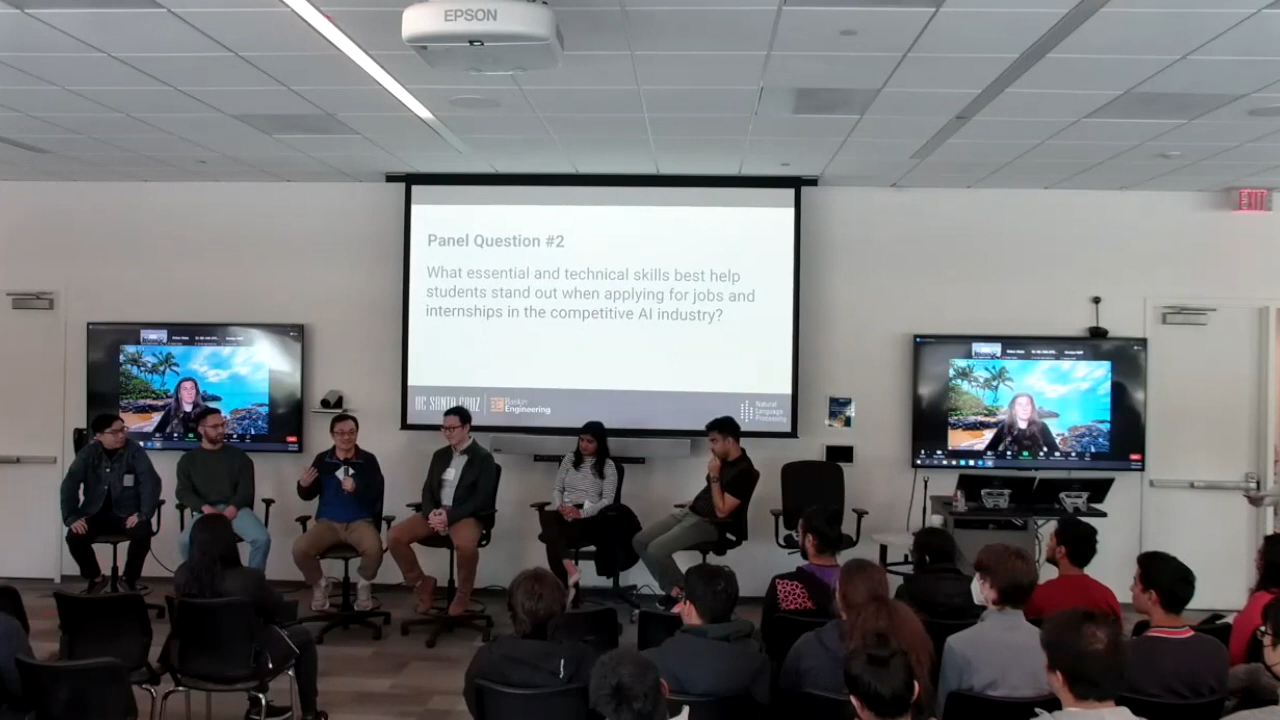 EPSON
EXIT
Panel Question #2
What essential and technical skills best help
students stand out when applying for jobs and
internships in the competitive AI industry?
UC SANTA CRUZ
Baskin
Engineering
Natural
Language
Processing